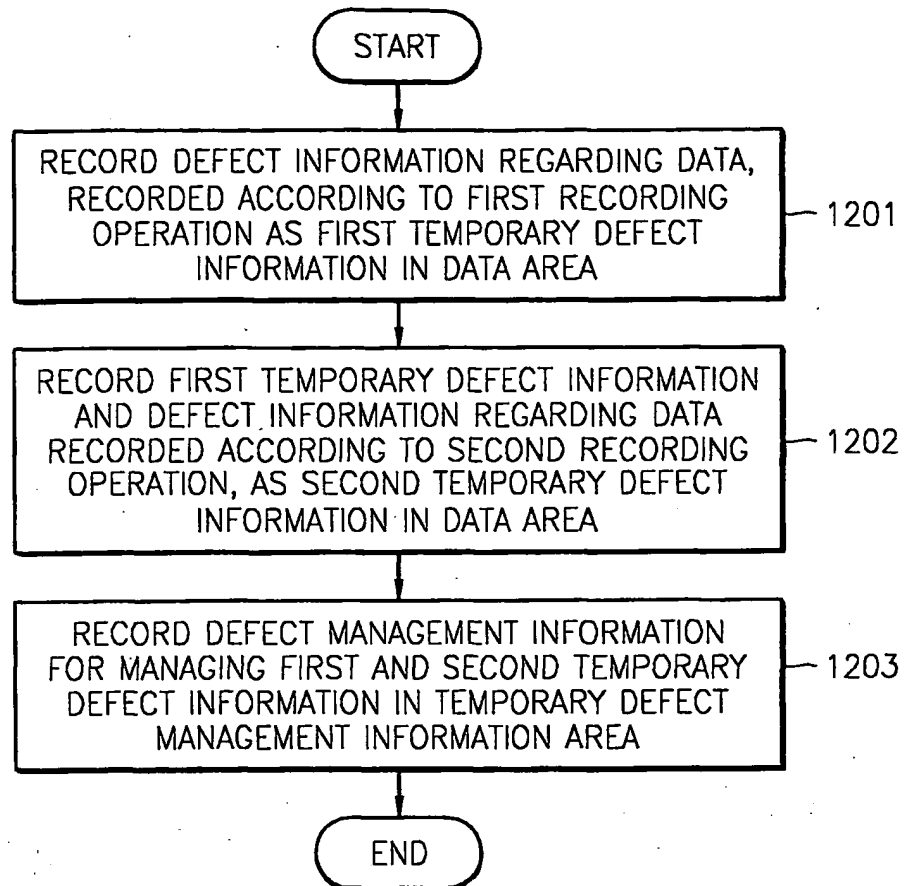 START
RECORD DEFECT INFORMATION REGARDING DATA,
RECORDED ACCORDING TO FIRST RECORDING
OPERATION AS FIRST TEMPORARY DEFECT
INFORMATION IN DATA AREA
1201
RECORD FIRST TEMPORARY DEFECT INFORMATION
AND DEFECT INFORMATION REGARDING DATA
RECORDED ACCORDING TO SECOND RECORDING
OPERATION, AS SECOND TEMPORARY DEFECT
INFORMATION IN DATA AREA
1202
RECORD DEFECT MANAGEMENT INFORMATION
FOR MANAGING FIRST AND SECOND TEMPORARY
DEFECT INFORMATION IN TEMPORARY DEFECT
MANAGEMENT INFORMATION AREA
1203
END